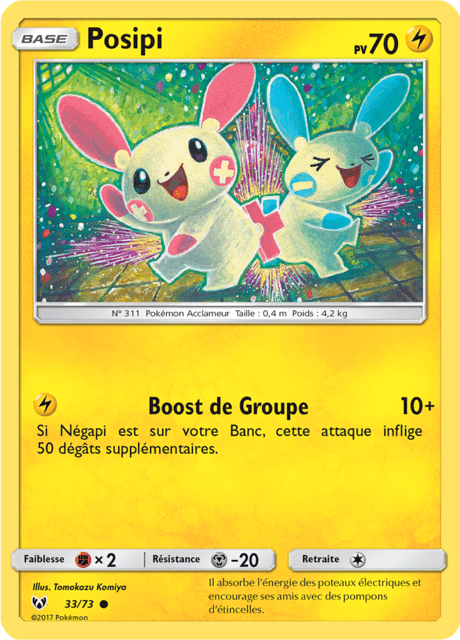 BASE Posipi PV70
N° 311 Pokémon Acclameur Taille : 0,4 m Poids : 4,2 kg
Boost de Groupe 10+
Si Négapi est sur votre Banc, cette attaque inflige
50 dégâts supplémentaires.
Faiblesse ×2 Résistance -20 Retraite
Illus. Tomokazu Komiya
33/73
©2017 Pokémon
Il absorbe l'énergie des poteaux électriques et
encourage ses amis avec des pompons
d'étincelles.